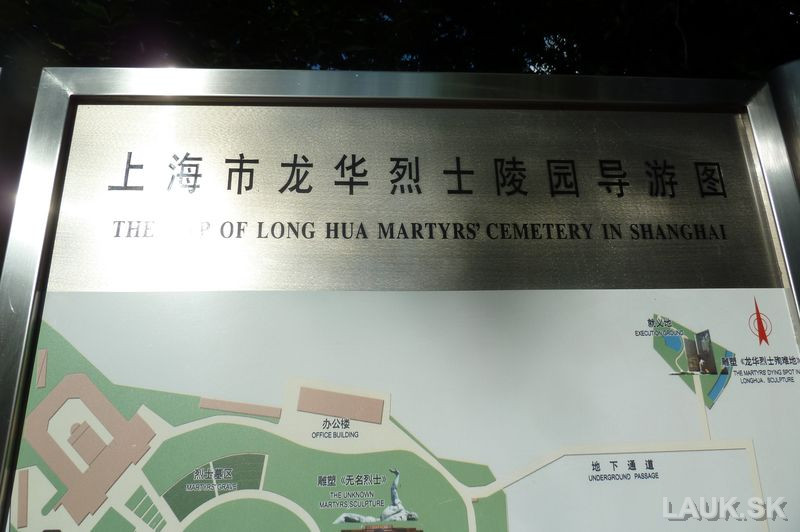 上海市龙华烈士陵园导游图
THE MAP OF LONG HUA MARTYRS' CEMETERY IN SHANGHAI
就义地
EXECUTION GROUND
雕塑《龙华烈士殉难地》
THE MARTYRS' DYING SPOT IN
LONGHUA. SCULPTURE
办公楼
OFFICE BUILDING
地下通道
UNDERGROUND PASSAGE
烈士墓区
MARTYRS' GRAVE
雕塑《无名烈士》
THE UNKNOWN
MARTYRS.SCULPTURE
LAUK.SK